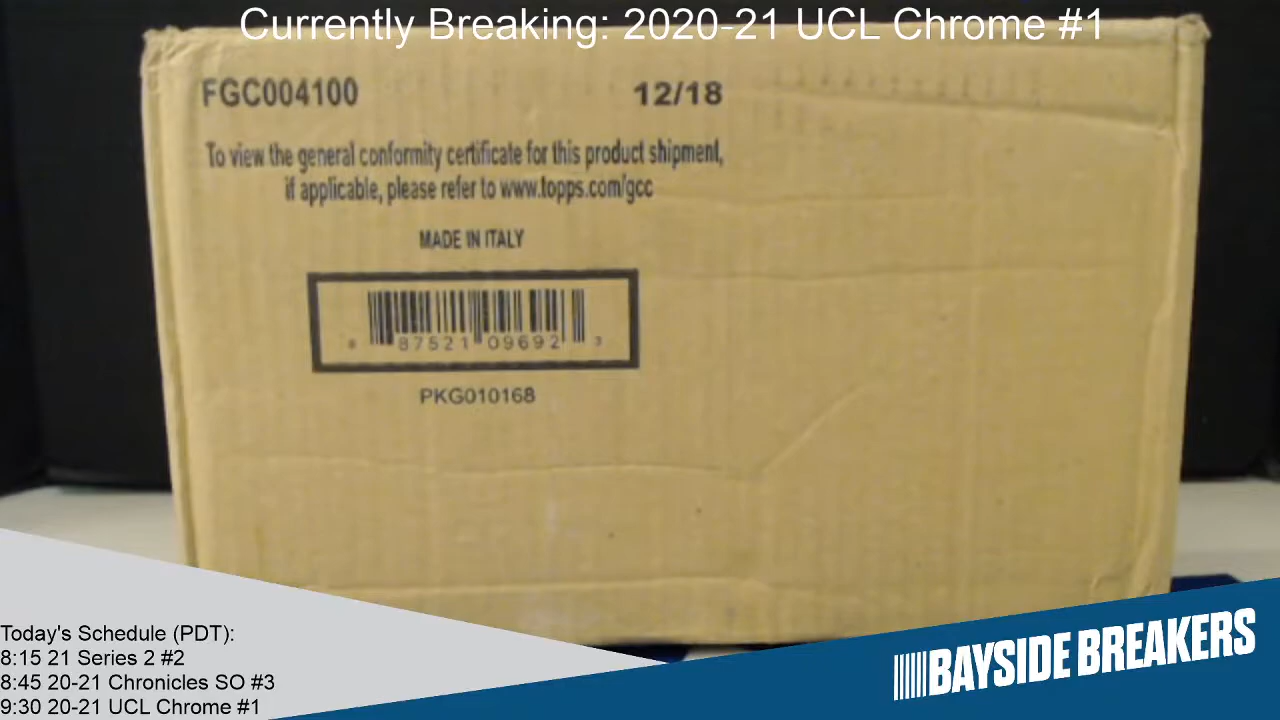 Currently Breaking: 2020-21 UCL Chrome #1
FGC004100 12/18
To view the general conformity certificate for this product shipment,
if applicable, please refer to www.topps.com/gcc
MADE IN ITALY
8 87521 09692 3
PKG010168
Today's Schedule (PDT):
8:15 21 Series 2 #2
8:45 20-21 Chronicles SO #3
9:30 20-21 UCL Chrome #1
BAYSIDE BREAKERS